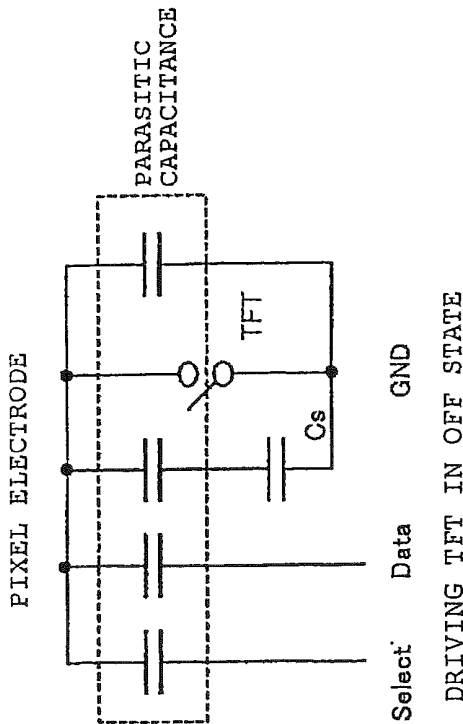 PIXEL ELECTRODE
PARASITIC
CAPACITANCE
TFT
Cs
Select
Data
GND
DRIVING TFT IN OFF STATE